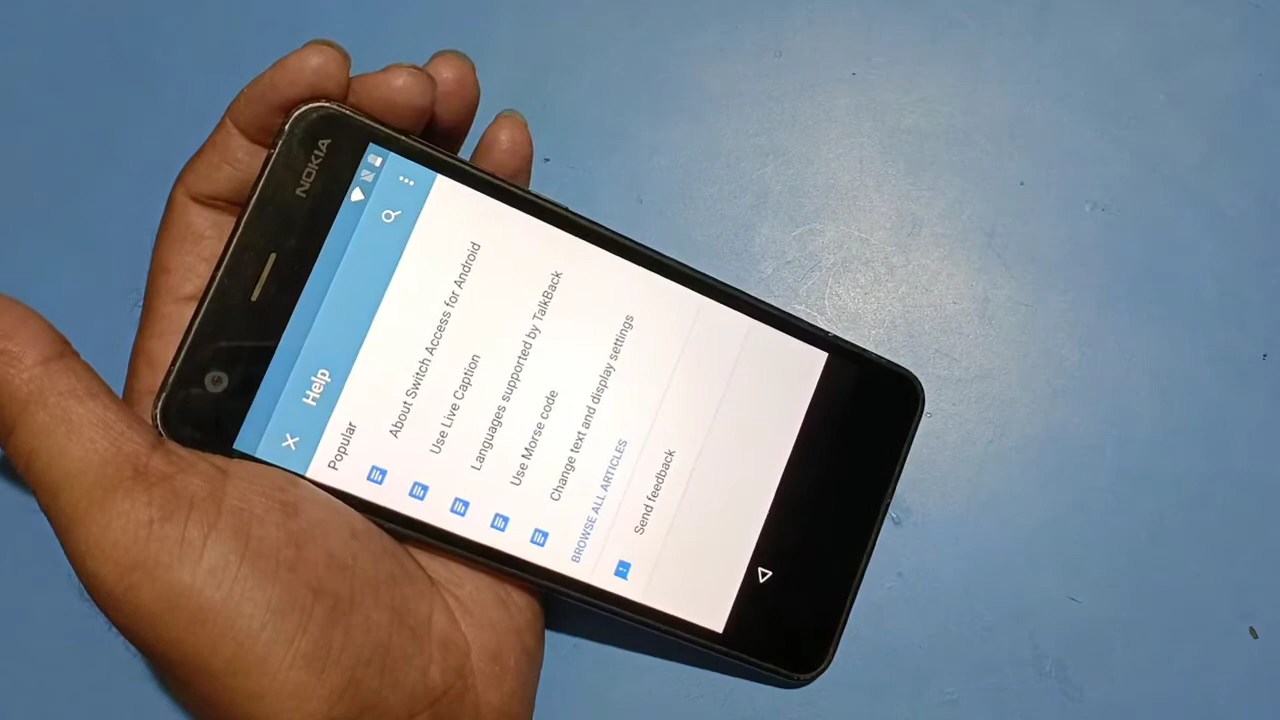 NOKIA
Help
Popular
About Switch Access for Android
Use Live Caption
Languages supported by TalkBack
Use Morse code
Change text and display settings
BROWSE ALL ARTICLES
Send feedback